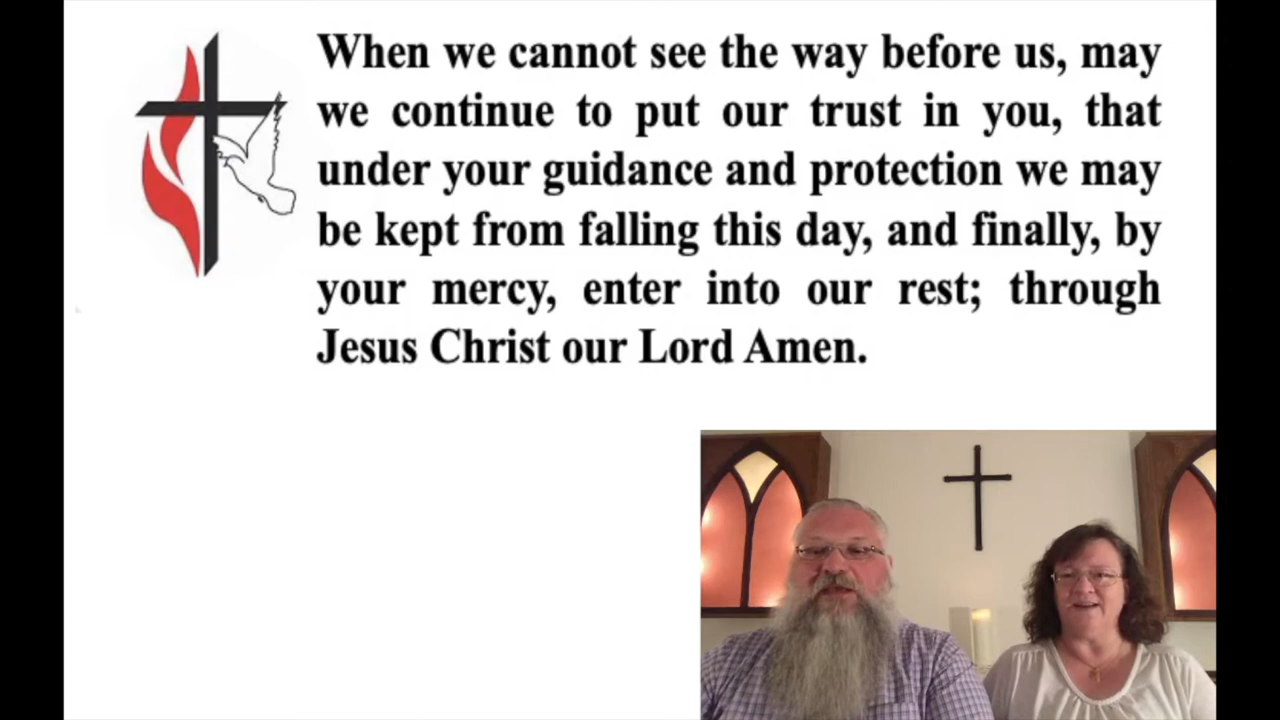 When we cannot see the way before us, may
we continue to put our trust in you, that
under your guidance and protection we may
be kept from falling this day, and finally, by
your mercy, enter into our rest; through
Jesus Christ our Lord Amen.